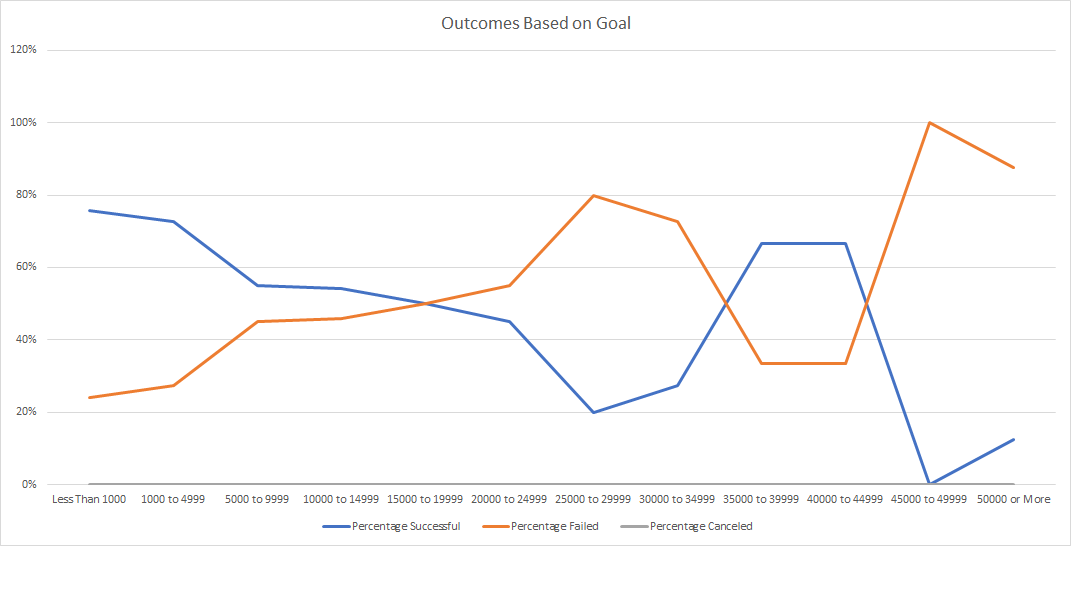 Outcomes Based on Goal
120%
100%
80%
60%
40%
20%
0%
Less Than 1000 1000 to 4999 5000 to 9999 10000 to 14999 15000 to 19999 20000 to 24999 25000 to 29999 30000 to 34999 35000 to 39999 40000 to 44999 45000 to 49999 50000 or More
Percentage Successful Percentage Failed Percentage Canceled